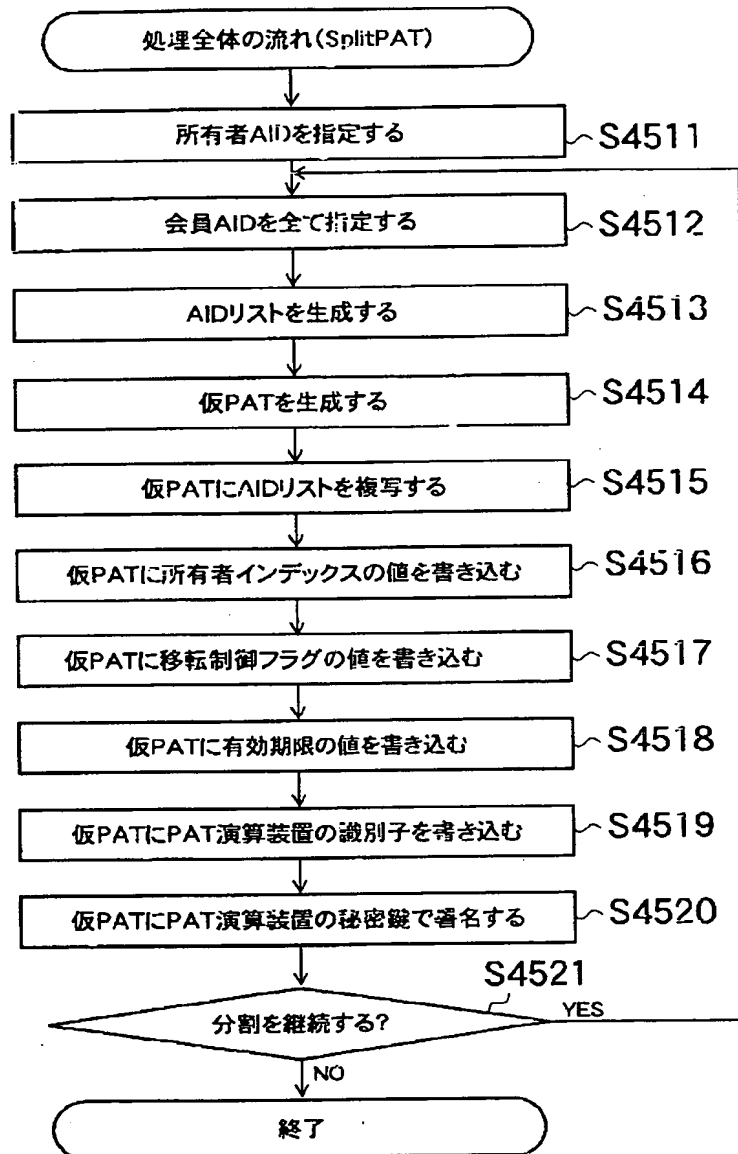 処理全体の流れ(SplitPAT)
所有者AIDを指定する
S4511
会員AIDを全て指定する
S4512
AIDリストを生成する
S4513
仮PATを生成する
S4514
仮PATにAIDリストを複写する
S4515
仮PATに所有者インデックスの値を書き込む
S4516
仮PATに移転制御フラグの値を書き込む
S4517
仮PATに有効期限の値を書き込む
S4518
仮PATにPAT演算装置の識別子を書き込む
S4519
仮PATにPAT演算装置の秘密鍵で署名する
S4520
S4521
分割を継続する?
YES
NO
終了